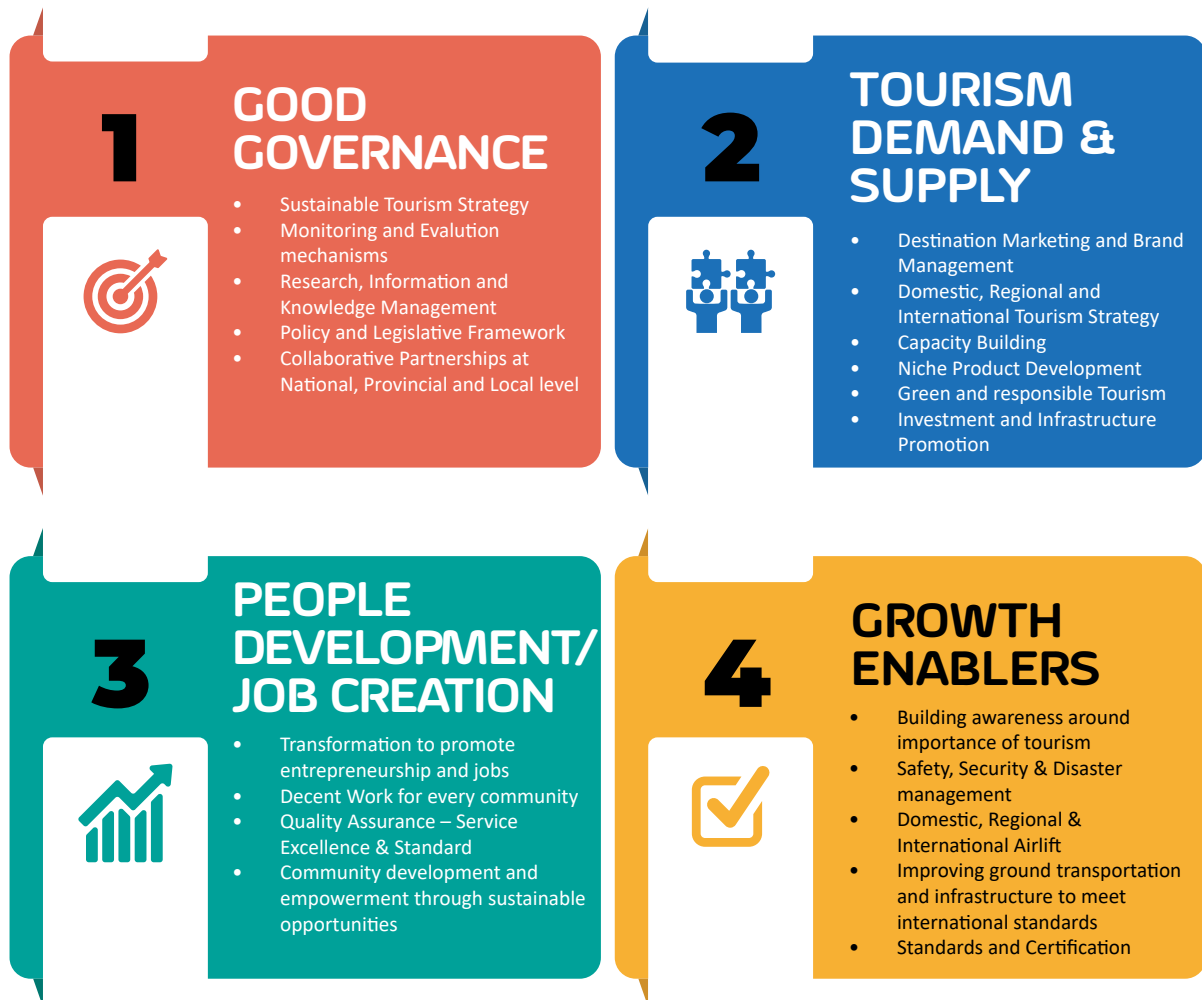 1
GOOD
GOVERNANCE
• Sustainable Tourism Strategy
• Monitoring and Evalution
mechanisms
• Research, Information and
Knowledge Management
• Policy and Legislative Framework
• Collaborative Partnerships at
National, Provincial and Local level
2
TOURISM
DEMAND &
SUPPLY
• Destination Marketing and Brand
Management
• Domestic, Regional and
International Tourism Strategy
• Capacity Building
• Niche Product Development
• Green and responsible Tourism
• Investment and Infrastructure
Promotion
3
PEOPLE
DEVELOPMENT/
JOB CREATION
• Transformation to promote
entrepreneurship and jobs
• Decent Work for every community
• Quality Assurance – Service
Excellence & Standard
• Community development and
empowerment through sustainable
opportunities
4
GROWTH
ENABLERS
• Building awareness around
importance of tourism
• Safety, Security & Disaster
management
• Domestic, Regional &
International Airlift
• Improving ground transportation
and infrastructure to meet
international standards
• Standards and Certification